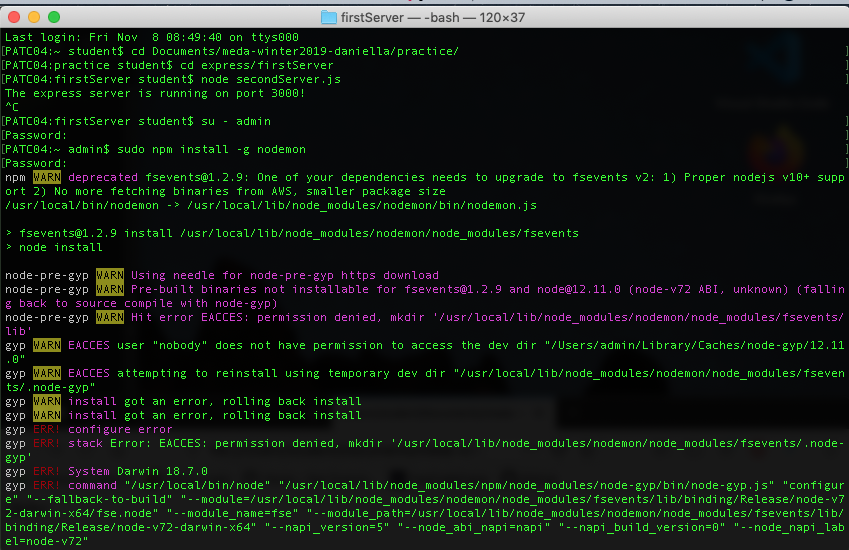 firstServer — -bash — 120×37
Last login: Fri Nov  8 08:49:40 on ttys000
[PATC04:~ student$ cd Documents/meda-winter2019-daniella/practice/ ]
[PATC04:practice student$ cd express/firstServer ]
[PATC04:firstServer student$ node secondServer.js ]
The express server is running on port 3000!
^C
[PATC04:firstServer student$ su - admin ]
[Password: ]
[PATC04:~ admin$ sudo npm install -g nodemon ]
[Password: ]
npm WARN deprecated fsevents@1.2.9: One of your dependencies needs to upgrade to fsevents v2: 1) Proper nodejs v10+ supp
ort 2) No more fetching binaries from AWS, smaller package size
/usr/local/bin/nodemon -> /usr/local/lib/node_modules/nodemon/bin/nodemon.js
> fsevents@1.2.9 install /usr/local/lib/node_modules/nodemon/node_modules/fsevents
> node install
node-pre-gyp WARN Using needle for node-pre-gyp https download
node-pre-gyp WARN Pre-built binaries not installable for fsevents@1.2.9 and node@12.11.0 (node-v72 ABI, unknown) (fallin
g back to source compile with node-gyp)
node-pre-gyp WARN Hit error EACCES: permission denied, mkdir '/usr/local/lib/node_modules/nodemon/node_modules/fsevents/
lib'
gyp WARN EACCES user "nobody" does not have permission to access the dev dir "/Users/admin/Library/Caches/node-gyp/12.11
.0"
gyp WARN EACCES attempting to reinstall using temporary dev dir "/usr/local/lib/node_modules/nodemon/node_modules/fseven
ts/.node-gyp"
gyp WARN install got an error, rolling back install
gyp WARN install got an error, rolling back install
gyp ERR! configure error
gyp ERR! stack Error: EACCES: permission denied, mkdir '/usr/local/lib/node_modules/nodemon/node_modules/fsevents/.node-
gyp'
gyp ERR! System Darwin 18.7.0
gyp ERR! command "/usr/local/bin/node" "/usr/local/lib/node_modules/npm/node_modules/node-gyp/bin/node-gyp.js" "configur
e" "--fallback-to-build" "--module=/usr/local/lib/node_modules/nodemon/node_modules/fsevents/lib/binding/Release/node-v7
2-darwin-x64/fse.node" "--module_name=fse" "--module_path=/usr/local/lib/node_modules/nodemon/node_modules/fsevents/lib/
binding/Release/node-v72-darwin-x64" "--napi_version=5" "--node_abi_napi=napi" "--napi_build_version=0" "--node_napi_la
bel=node-v72"